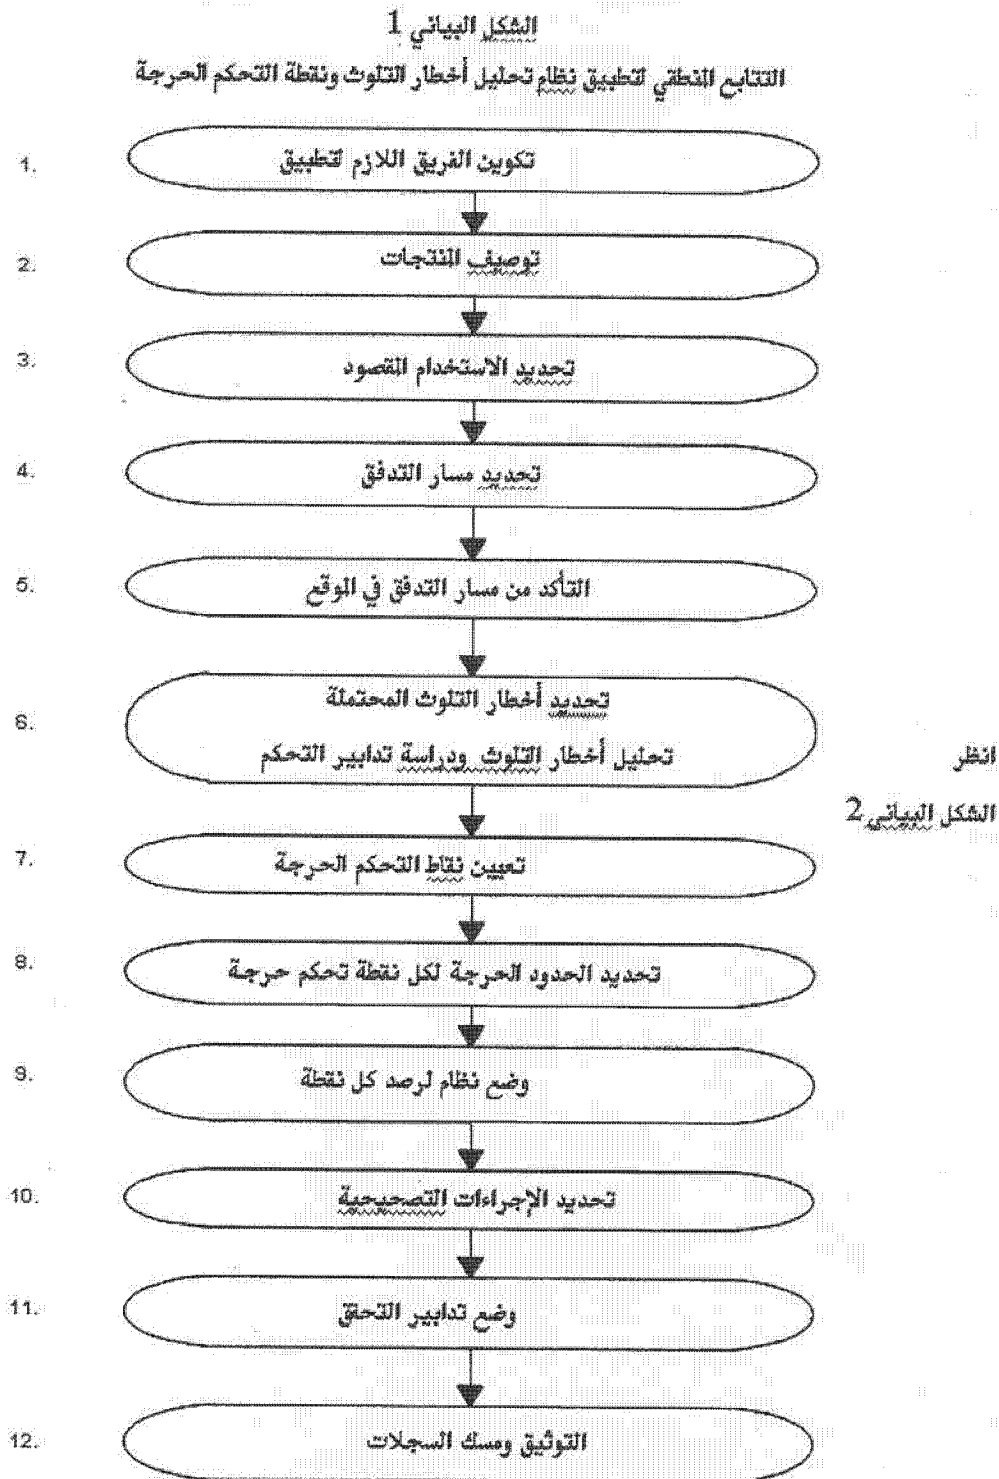 الشكل البياني 1
التتابع المنطقي لتطبيق نظام تحليل أخطار التلوث ونقطة التحكم الحرجة
1. تكوين الفريق اللازم لتطبيق
2. توصيف المنتجات
3. تحديد الاستخدام المقصود
4. تحديد مسار التدفق
5. التأكد من مسار التدفق في الموقع
6. تحديد أخطار التلوث المحتملة
تحليل أخطار التلوث ودراسة تدابير التحكم
انظر
الشكل البياني 2
7. تعيين نقاط التحكم الحرجة
8. تحديد الحدود الحرجة لكل نقطة تحكم حرجة
9. وضع نظام لرصد كل نقطة
10. تحديد الإجراءات التصحيحية
11. وضع تدابير التحقق
12. التوثيق ومسك السجلات